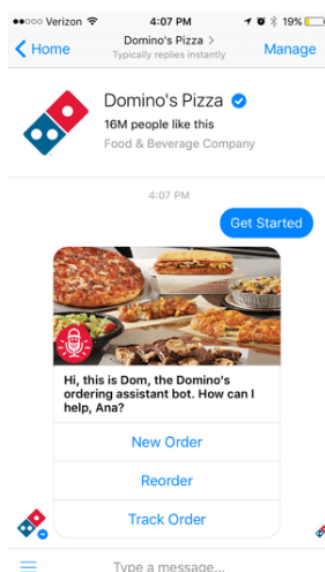 Verizon 4:07 PM 19%
Home Domino's Pizza > Manage
Typically replies instantly
Domino's Pizza
16M people like this
Food & Beverage Company
4:07 PM
Get Started
Hi, this is Dom, the Domino's
ordering assistant bot. How can I
help, Ana?
New Order
Reorder
Track Order
Type a message...